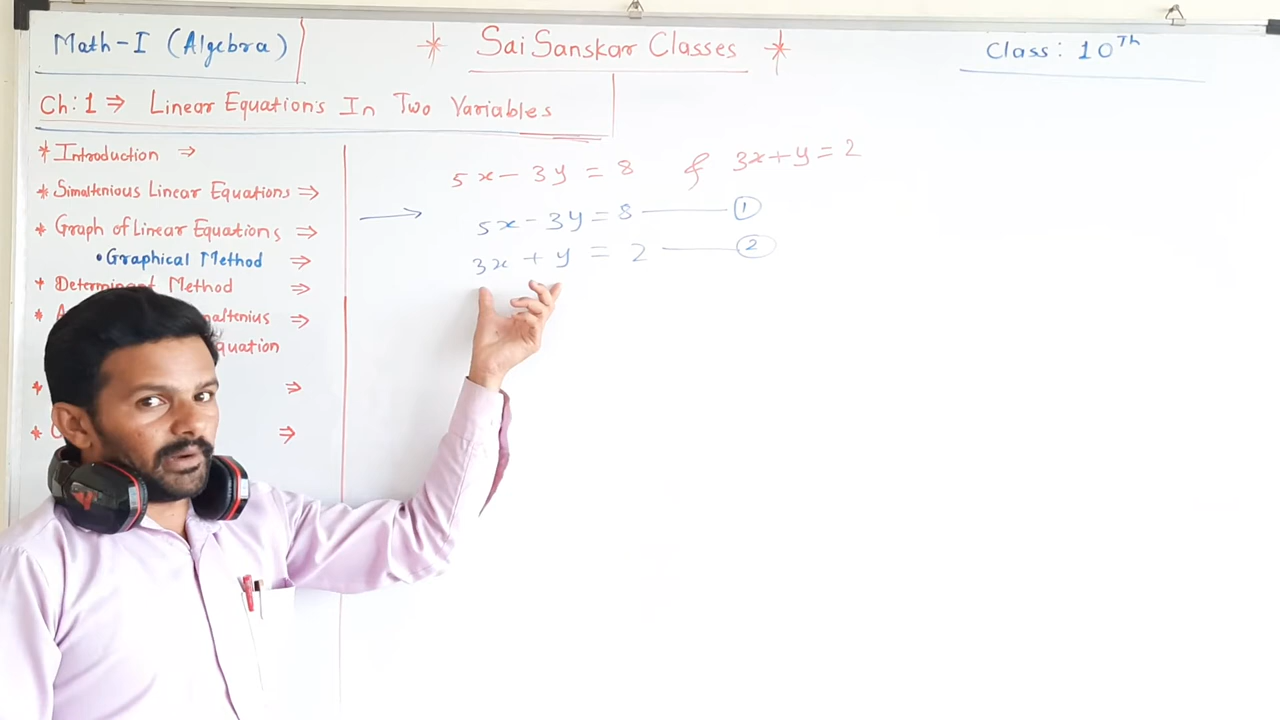 Math-I (Algebra)
* Sai Sanskar Classes *
Class: 10Th
Ch:1 ⇒ Linear Equations In Two Variables
* Introduction ⇒
* Simaltenious Linear Equations ⇒
* Graph of Linear Equations ⇒
• Graphical Method ⇒
* Method ⇒
* ⇒
*
* ⇒
* ⇒
5x - 3y = 8 & 3x + y = 2
→ 5x - 3y = 8 —— ①
3x + y = 2 —— ②